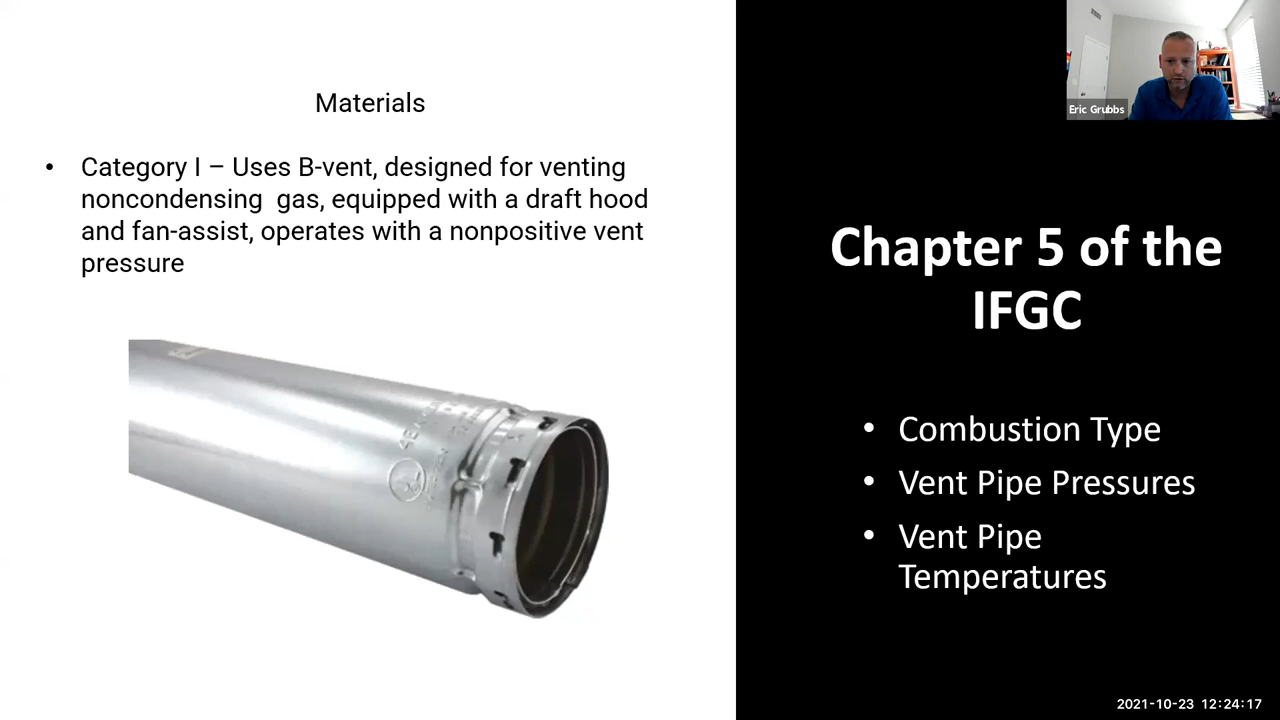 Materials
• Category I – Uses B-vent, designed for venting
noncondensing  gas, equipped with a draft hood
and fan-assist, operates with a nonpositive vent
pressure
Eric Grubbs
Chapter 5 of the
IFGC
• Combustion Type
• Vent Pipe Pressures
• Vent Pipe
Temperatures
2021-10-23 12:24:17